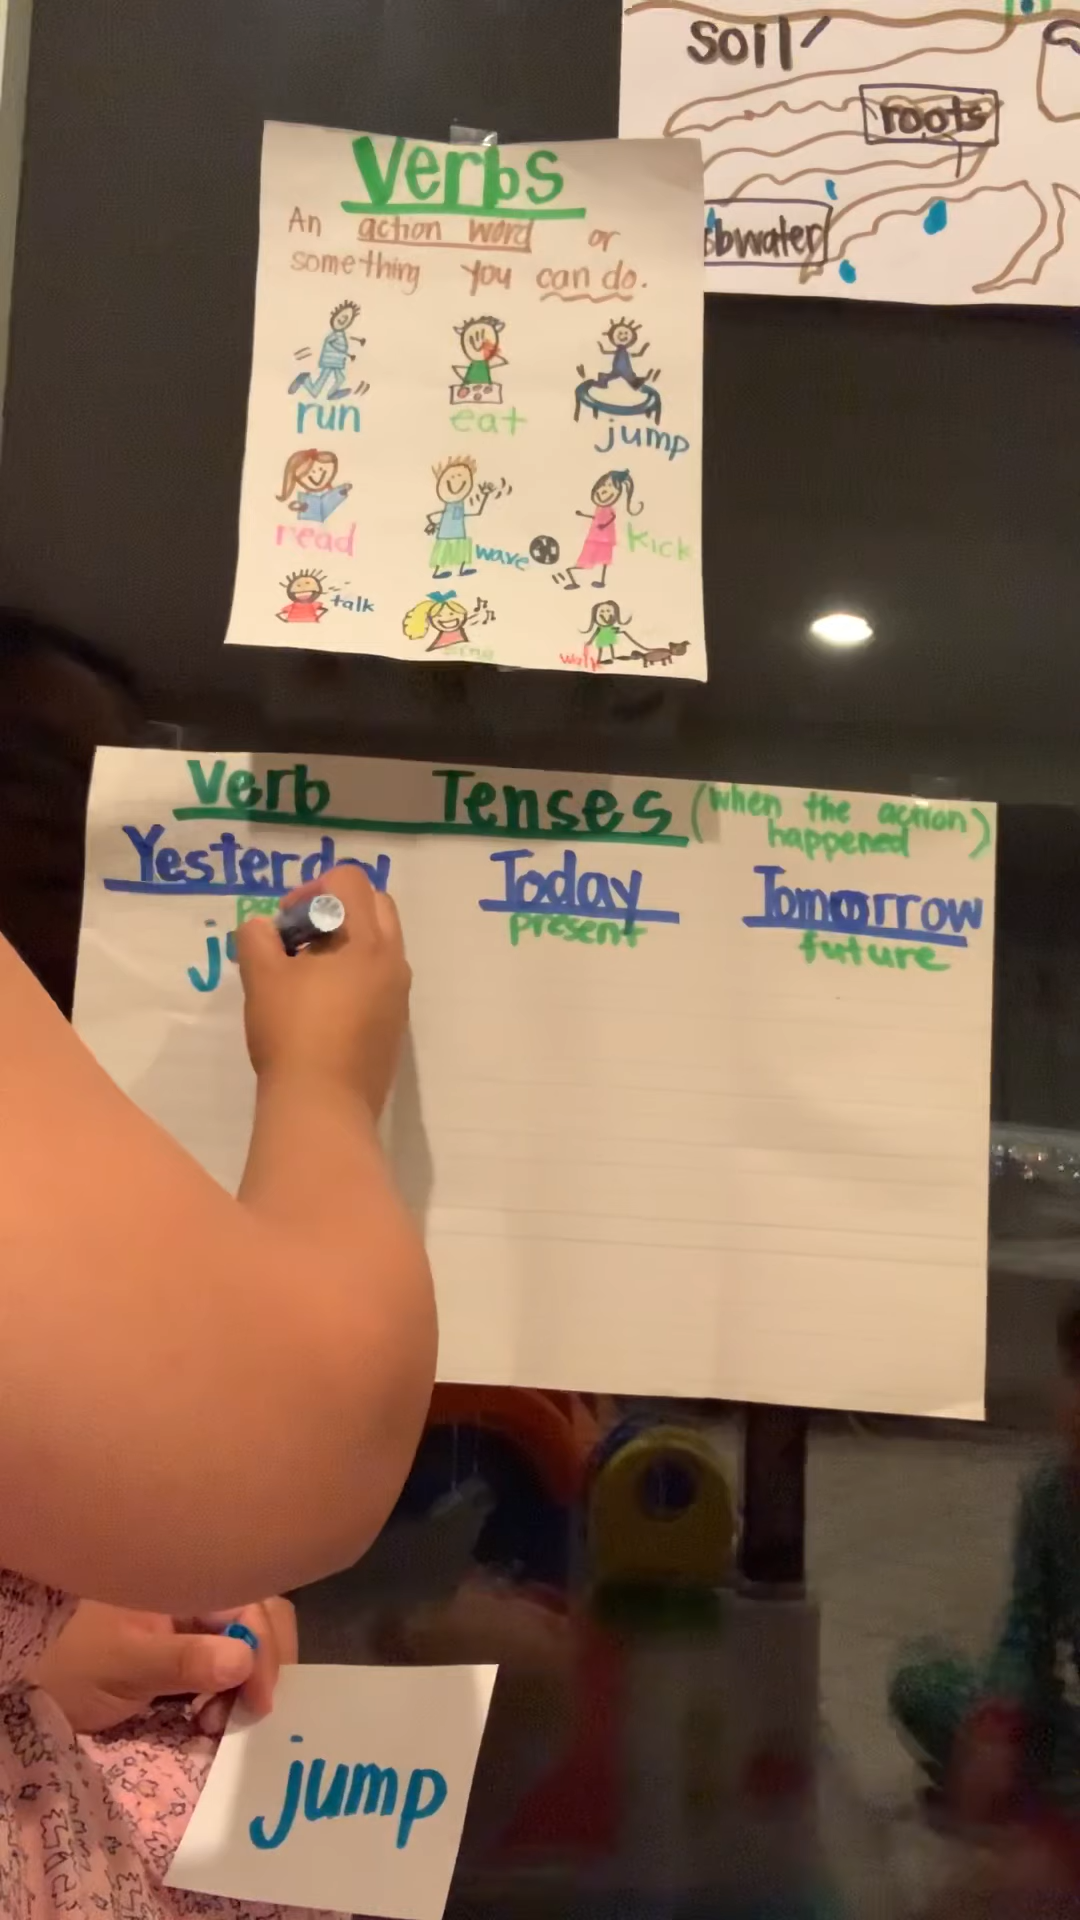 soil
roots
Verbs
An action word or
something you can do.
run eat jump
read wave kick
talk walk
Verb Tenses (when the action)
happened
Yesterday Today Tomorrow
present future
jump